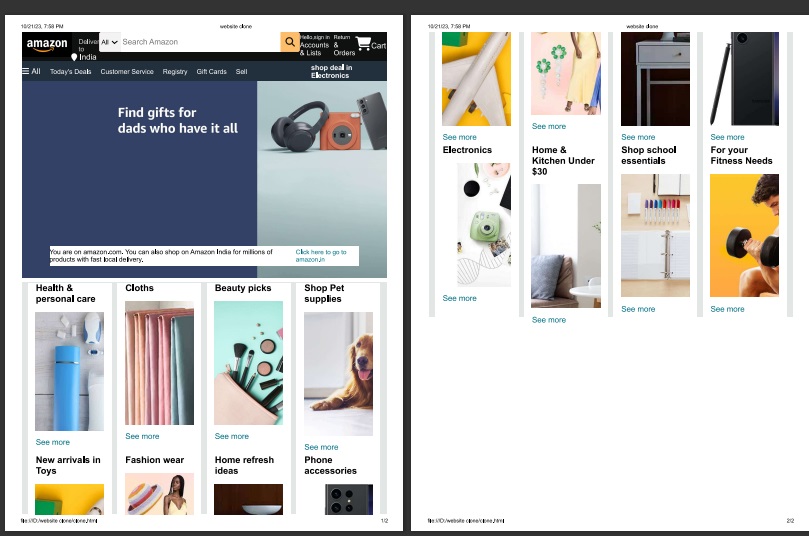 10/21/23, 7:58 PM
website clone
amazon
Deliver
to
India
All
Search Amazon
Hello,sign in
Accounts
& Lists
Return
&
Orders
Cart
All
Today's Deals
Customer Service
Registry
Gift Cards
Sell
shop deal in
Electronics
Find gifts for
dads who have it all
You are on amazon.com. You can also shop on Amazon India for millions of
products with fast local delivery.
Click here to go to
amazon.in
Health &
personal care
Cloths
Beauty picks
Shop Pet
supplies
See more
See more
See more
See more
New arrivals in
Toys
Fashion wear
Home refresh
ideas
Phone
accessories
file:///D:/website clone/clone.html
1/2
10/21/23, 7:58 PM
website clone
See more
See more
See more
See more
Electronics
Home &
Kitchen Under
$30
Shop school
essentials
For your
Fitness Needs
See more
See more
See more
See more
file:///D:/website clone/clone.html
2/2